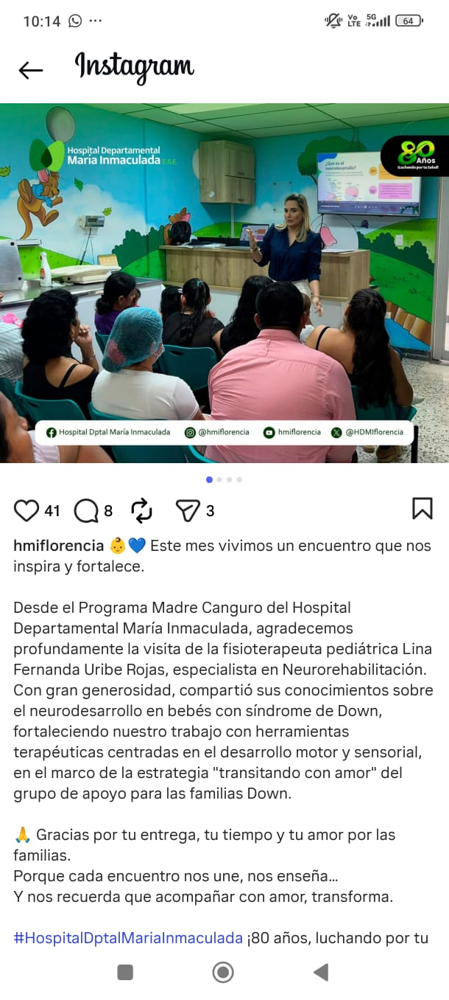 10:14
Vo
LTE
5G
64
Instagram
Hospital Departamental
María Inmaculada E.S.E.
80
Años
¡Luchando por tu Salud!
¿Qué es el
neurodesarrollo?
Hospital Dptal María Inmaculada @hmiflorencia hmiflorencia @HDMIflorencia
41 8 3
hmiflorencia 👶💙 Este mes vivimos un encuentro que nos
inspira y fortalece.
Desde el Programa Madre Canguro del Hospital
Departamental María Inmaculada, agradecemos
profundamente la visita de la fisioterapeuta pediátrica Lina
Fernanda Uribe Rojas, especialista en Neurorehabilitación.
Con gran generosidad, compartió sus conocimientos sobre
el neurodesarrollo en bebés con síndrome de Down,
fortaleciendo nuestro trabajo con herramientas
terapéuticas centradas en el desarrollo motor y sensorial,
en el marco de la estrategia "transitando con amor" del
grupo de apoyo para las familias Down.
🙏 Gracias por tu entrega, tu tiempo y tu amor por las
familias.
Porque cada encuentro nos une, nos enseña...
Y nos recuerda que acompañar con amor, transforma.
#HospitalDptalMariaInmaculada ¡80 años, luchando por tu